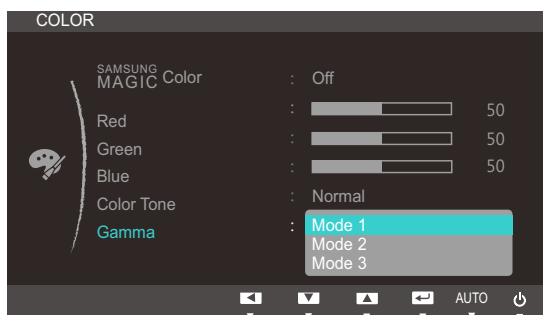 COLOR
SAMSUNG
MAGIC Color : Off
Red : 50
Green : 50
Blue : 50
Color Tone : Normal
Gamma : Mode 1
Mode 2
Mode 3
AUTO